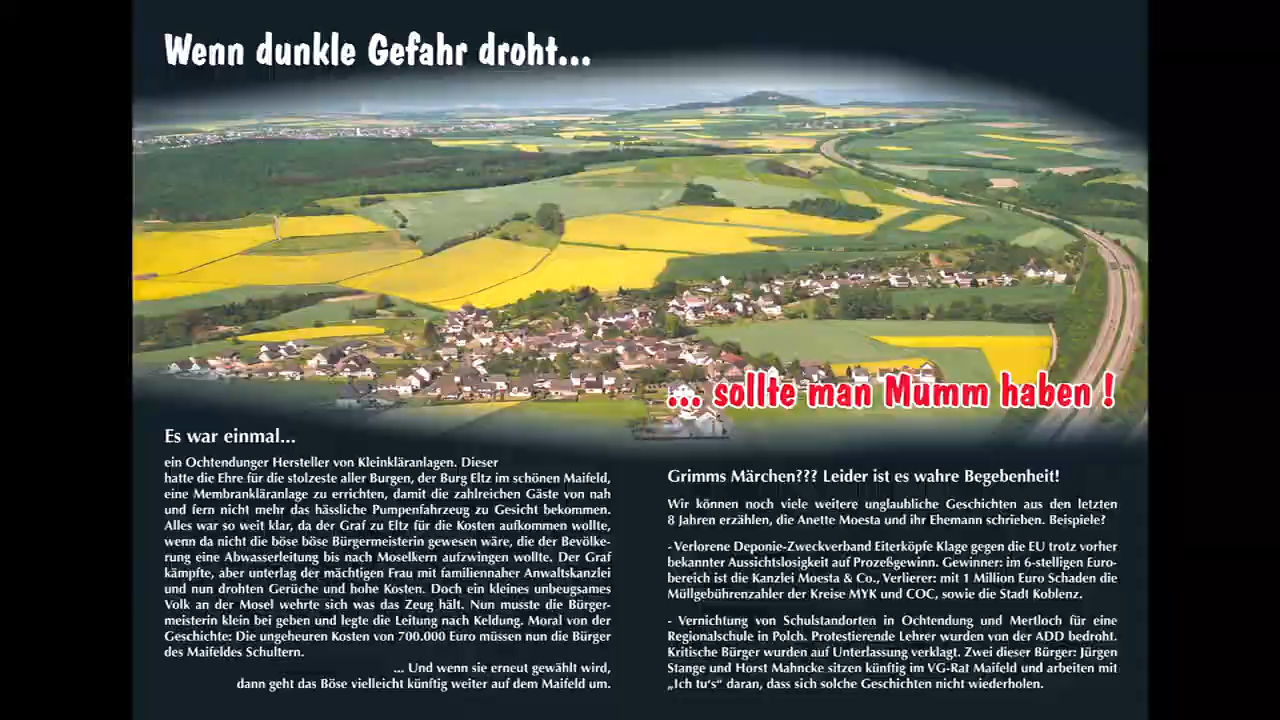 Wenn dunkle Gefahr droht...
... sollte man Mumm haben !
Es war einmal...
ein Ochtendunger Hersteller von Kleinkläranlagen. Dieser
hatte die Ehre für die stolzeste aller Burgen, der Burg Eltz im schönen Maifeld,
eine Membrankläranlage zu errichten, damit die zahlreichen Gäste von nah
und fern nicht mehr das hässliche Pumpenfahrzeug zu Gesicht bekommen.
Alles war so weit klar, da der Graf zu Eltz für die Kosten aufkommen wollte,
wenn da nicht die böse böse Bürgermeisterin gewesen wäre, die der Bevölke-
rung eine Abwasserleitung bis nach Moselkern aufzwingen wollte. Der Graf
kämpfte, aber unterlag der mächtigen Frau mit familiennaher Anwaltskanzlei
und nun drohten Gerüche und hohe Kosten. Doch ein kleines unbeugsames
Volk an der Mosel wehrte sich was das Zeug hält. Nun musste die Bürger-
meisterin klein bei geben und legte die Leitung nach Keldung. Moral von der
Geschichte: Die ungeheuren Kosten von 700.000 Euro müssen nun die Bürger
des Maifeldes Schultern.
... Und wenn sie erneut gewählt wird,
dann geht das Böse vielleicht künftig weiter auf dem Maifeld um.
Grimms Märchen??? Leider ist es wahre Begebenheit!
Wir können noch viele weitere unglaubliche Geschichten aus den letzten
8 Jahren erzählen, die Anette Moesta und ihr Ehemann schrieben. Beispiele?
- Verlorene Deponie-Zweckverband Eiterköpfe Klage gegen die EU trotz vorher
bekannter Aussichtslosigkeit auf Prozeßgewinn. Gewinner: im 6-stelligen Euro-
bereich ist die Kanzlei Moesta & Co., Verlierer: mit 1 Million Euro Schaden die
Müllgebührenzahler der Kreise MYK und COC, sowie die Stadt Koblenz.
- Vernichtung von Schulstandorten in Ochtendung und Mertloch für eine
Regionalschule in Polch. Protestierende Lehrer wurden von der ADD bedroht.
Kritische Bürger wurden auf Unterlassung verklagt. Zwei dieser Bürger: Jürgen
Stange und Horst Mahncke sitzen künftig im VG-Rat Maifeld und arbeiten mit
„Ich tu's“ daran, dass sich solche Geschichten nicht wiederholen.